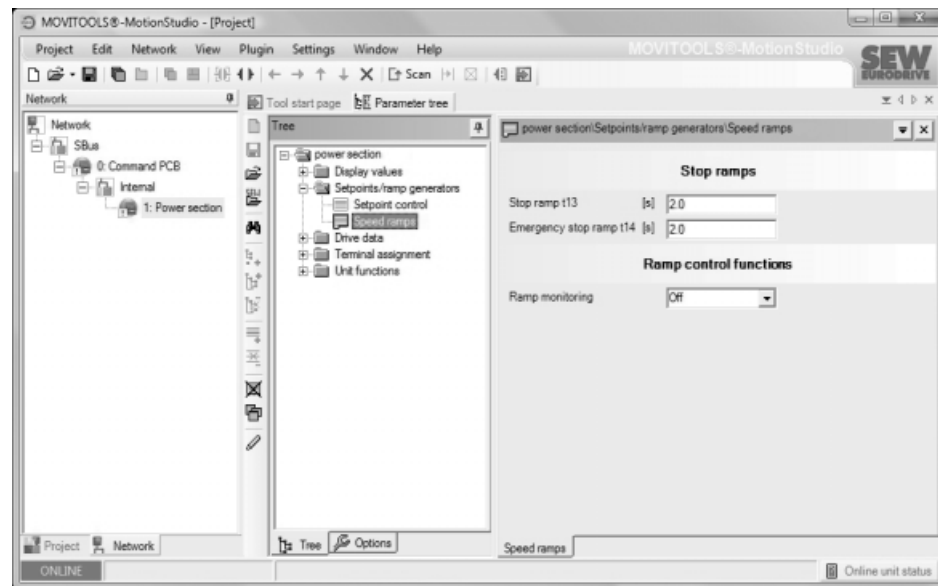 MOVITOOLS®-MotionStudio - [Project]
Project Edit Network View Plugin Settings Window Help
MOVITOOLS®-MotionStudio
SEW
EURODRIVE
Scan
Network
Tool start page
Parameter tree
Network
SBus
0: Command PCB
Internal
1: Power section
Tree
power section
Display values
Setpoints/ramp generators
Setpoint control
Speed ramps
Drive data
Terminal assignment
Unit functions
power section\Setpoints/ramp generators\Speed ramps
Stop ramps
Stop ramp t13 [s] 2.0
Emergency stop ramp t14 [s] 2.0
Ramp control functions
Ramp monitoring Off
Project Network
Tree Options
Speed ramps
ONLINE
Online unit status